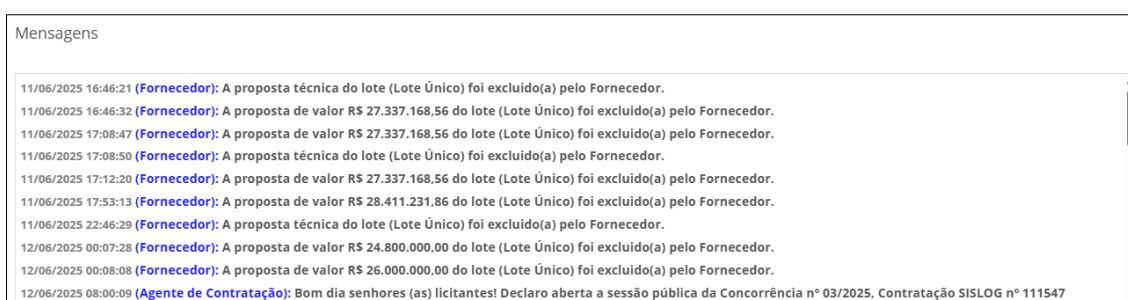 Mensagens
11/06/2025 16:46:21 (Fornecedor): A proposta técnica do lote (Lote Único) foi excluido(a) pelo Fornecedor.
11/06/2025 16:46:32 (Fornecedor): A proposta de valor R$ 27.337.168,56 do lote (Lote Único) foi excluido(a) pelo Fornecedor.
11/06/2025 17:08:47 (Fornecedor): A proposta de valor R$ 27.337.168,56 do lote (Lote Único) foi excluido(a) pelo Fornecedor.
11/06/2025 17:08:50 (Fornecedor): A proposta técnica do lote (Lote Único) foi excluido(a) pelo Fornecedor.
11/06/2025 17:12:20 (Fornecedor): A proposta de valor R$ 27.337.168,56 do lote (Lote Único) foi excluido(a) pelo Fornecedor.
11/06/2025 17:53:13 (Fornecedor): A proposta de valor R$ 28.411.231,86 do lote (Lote Único) foi excluido(a) pelo Fornecedor.
11/06/2025 22:46:29 (Fornecedor): A proposta técnica do lote (Lote Único) foi excluido(a) pelo Fornecedor.
12/06/2025 00:07:28 (Fornecedor): A proposta de valor R$ 24.800.000,00 do lote (Lote Único) foi excluido(a) pelo Fornecedor.
12/06/2025 00:08:08 (Fornecedor): A proposta de valor R$ 26.000.000,00 do lote (Lote Único) foi excluido(a) pelo Fornecedor.
12/06/2025 08:00:09 (Agente de Contratação): Bom dia senhores (as) licitantes! Declaro aberta a sessão pública da Concorrência nº 03/2025, Contratação SISLOG nº 111547